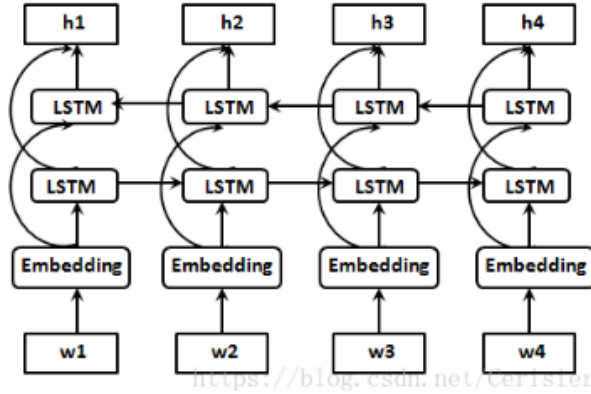 h1 h2 h3 h4
LSTM LSTM LSTM LSTM
LSTM LSTM LSTM LSTM
Embedding Embedding Embedding Embedding
w1 w2 w3 w4
https://blog.csdn.net/Cerisier